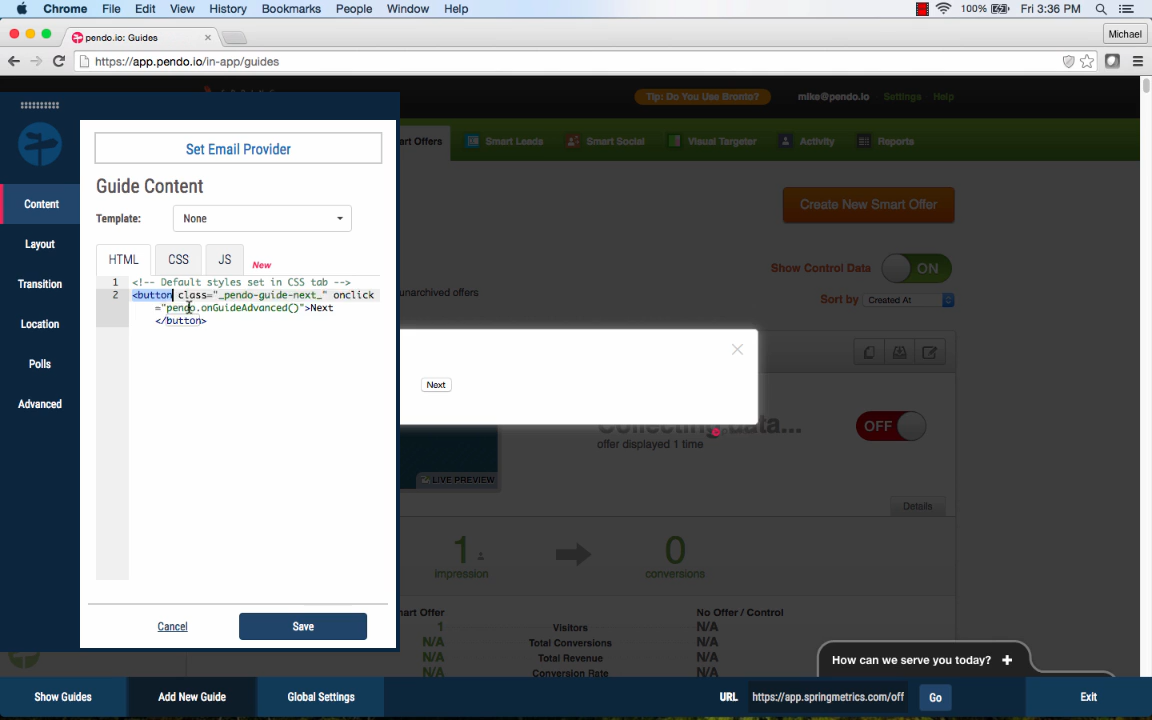 Chrome File Edit View History Bookmarks People Window Help 100% Fri 3:36 PM
pendo.io: Guides
Michael
https://app.pendo.io/in-app/guides
Tip: Do You Use Bronto? mike@pendo.io Settings Help
Set Email Provider
art Offers Smart Leads Smart Social Visual Targeter Activity Reports
Guide Content
Content
Create New Smart Offer
Template: None
Layout
HTML CSS JS New
Show Control Data ON
1 <!-- Default styles set in CSS tab -->
Transition
2 <button class="_pendo-guide-next_" onclick
unarchived offers
Sort by Created At
="pendo.onGuideAdvanced()">Next
</button>
Location
Polls
Next
Advanced
Collecting data...
OFF
offer displayed 1 time
LIVE PREVIEW
Details
1 0
impression conversions
mart Offer No Offer / Control
Cancel Save
1 Visitors N/A
N/A Total Conversions N/A
N/A Total Revenue N/A
N/A Conversion Rate N/A
How can we serve you today? +
Show Guides Add New Guide Global Settings URL https://app.springmetrics.com/off Go Exit